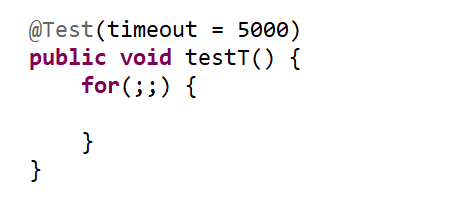 @Test(timeout = 5000)
public void testT() {
    for(;;) {

    }
}